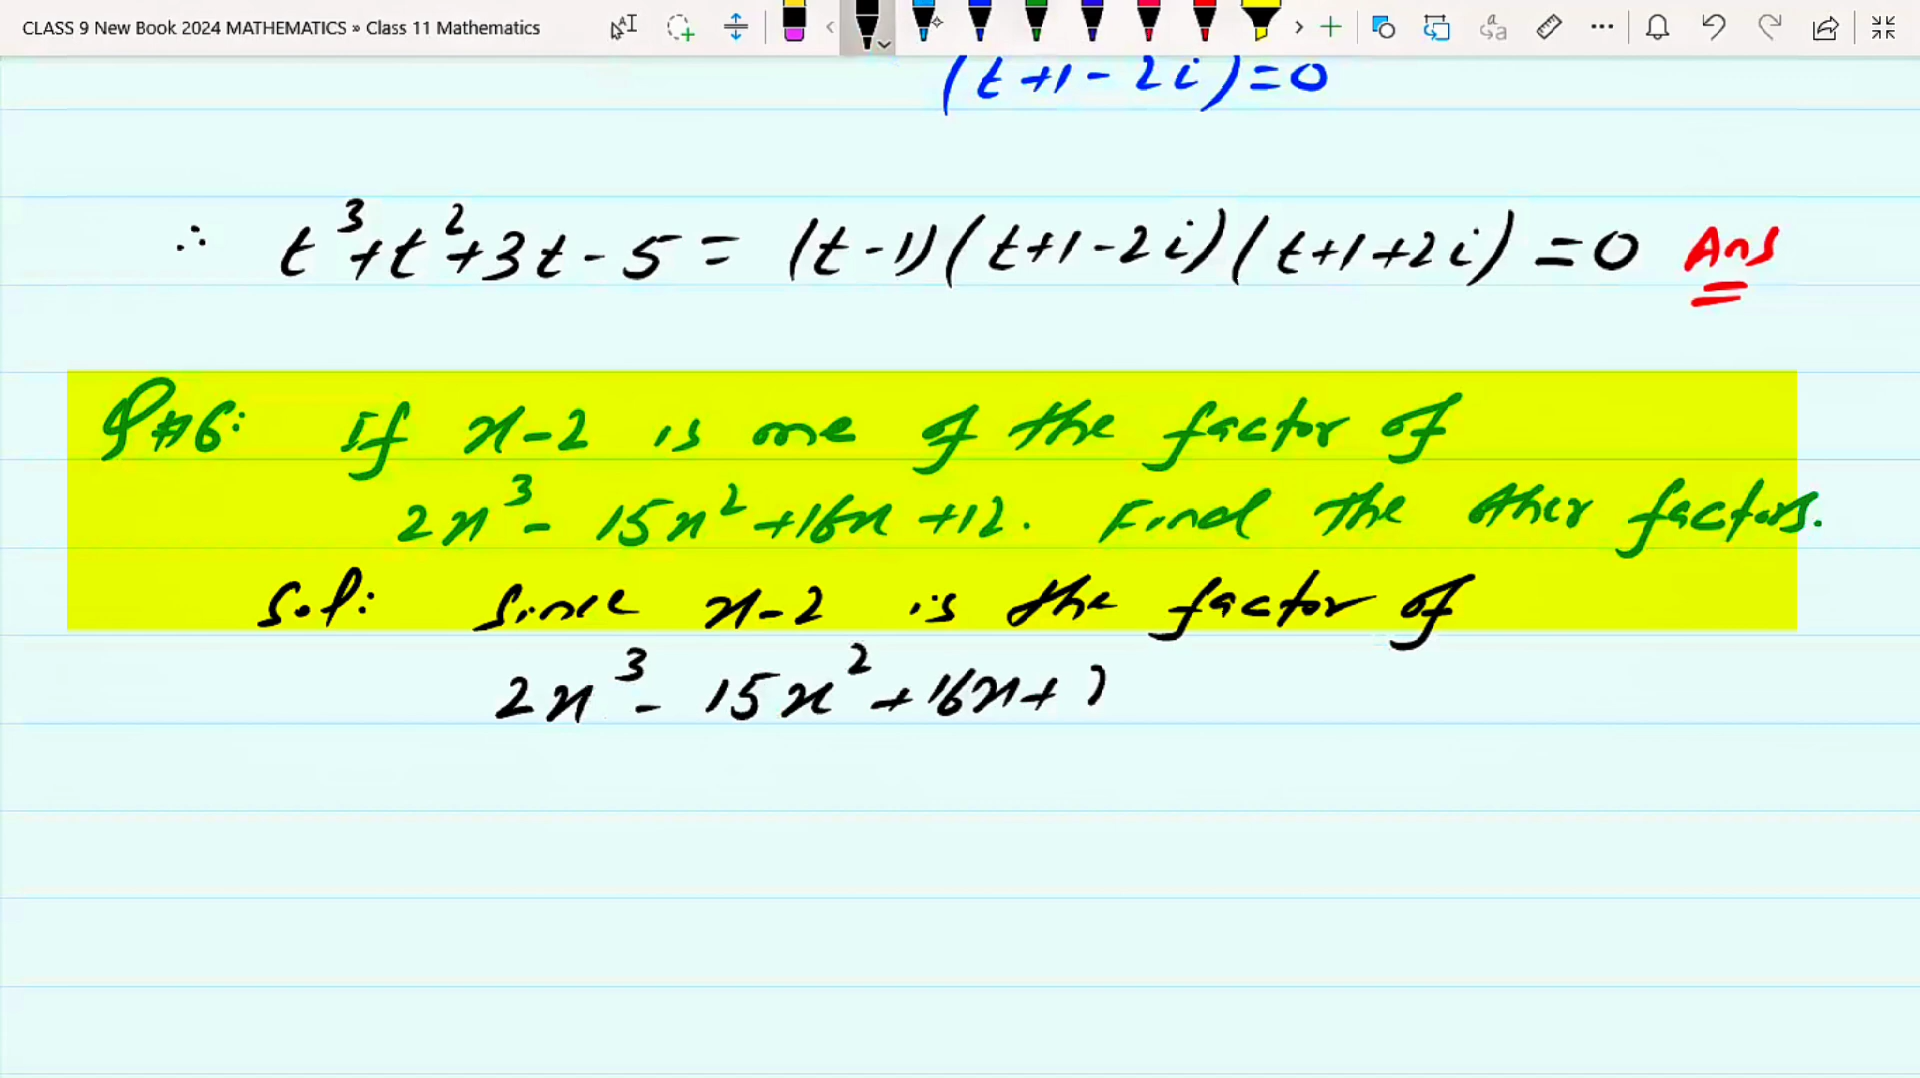 CLASS 9 New Book 2024 MATHEMATICS » Class 11 Mathematics
(t+1-2i)=0
∴ t³+t²+3t-5 = (t-1)(t+1-2i)(t+1+2i) = 0 Ans
Q#6: If x-2 is one of the factor of
2x³- 15x²+16x+12. Find the other factors.
Sol: Since x-2 is the factor of
2x³- 15x²+16x+